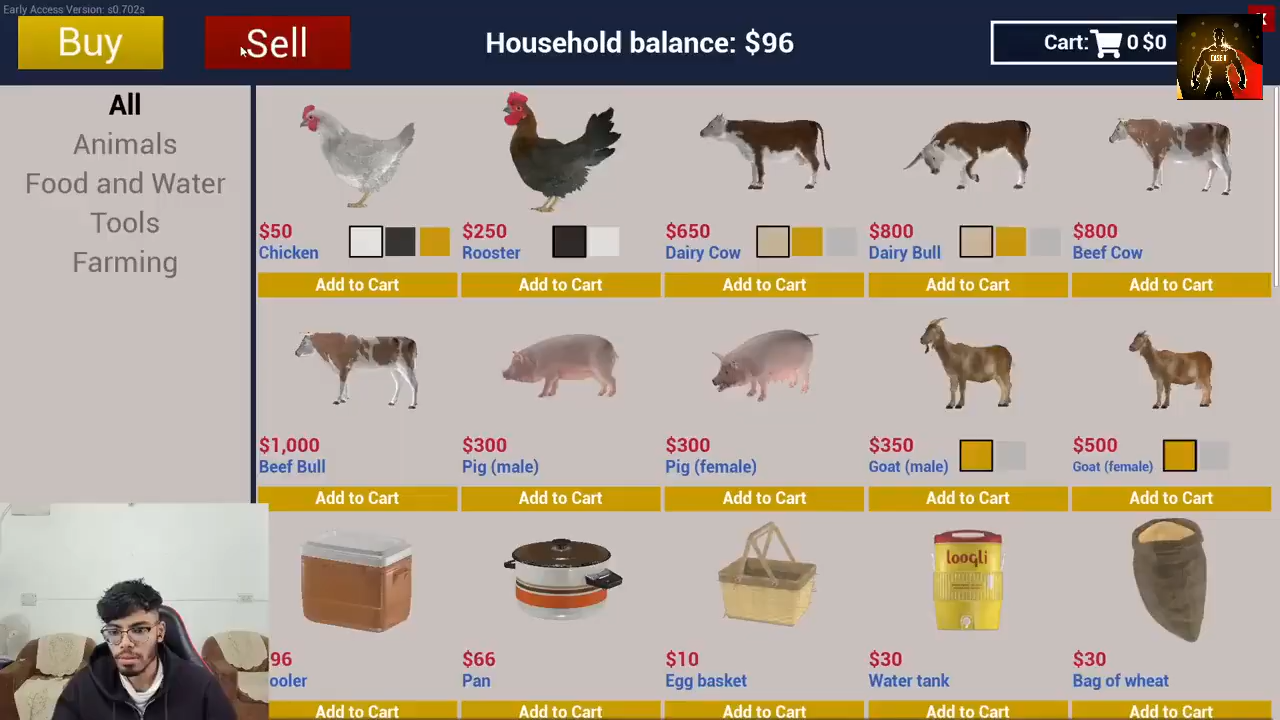 Early Access Version: s0.702s
Buy
Sell
Household balance: $96
Cart: 0 $0
X
CASE II
All
Animals
Food and Water
Tools
Farming
$50
Chicken
$250
Rooster
$650
Dairy Cow
$800
Dairy Bull
$800
Beef Cow
Add to Cart
Add to Cart
Add to Cart
Add to Cart
Add to Cart
$1,000
Beef Bull
$300
Pig (male)
$300
Pig (female)
$350
Goat (male)
$500
Goat (female)
Add to Cart
Add to Cart
Add to Cart
Add to Cart
Add to Cart
loogli
96
ooler
$66
Pan
$10
Egg basket
$30
Water tank
$30
Bag of wheat
Add to Cart
Add to Cart
Add to Cart
Add to Cart
Add to Cart